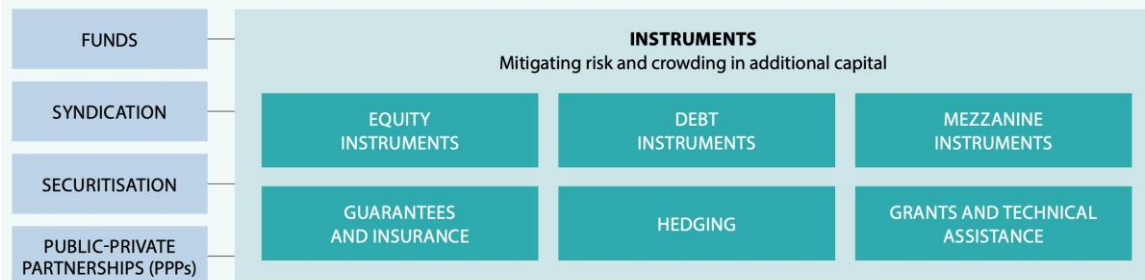 FUNDS
SYNDICATION
SECURITISATION
PUBLIC-PRIVATE
PARTNERSHIPS (PPPs)
INSTRUMENTS
Mitigating risk and crowding in additional capital
EQUITY
INSTRUMENTS
DEBT
INSTRUMENTS
MEZZANINE
INSTRUMENTS
GUARANTEES
AND INSURANCE
HEDGING
GRANTS AND TECHNICAL
ASSISTANCE